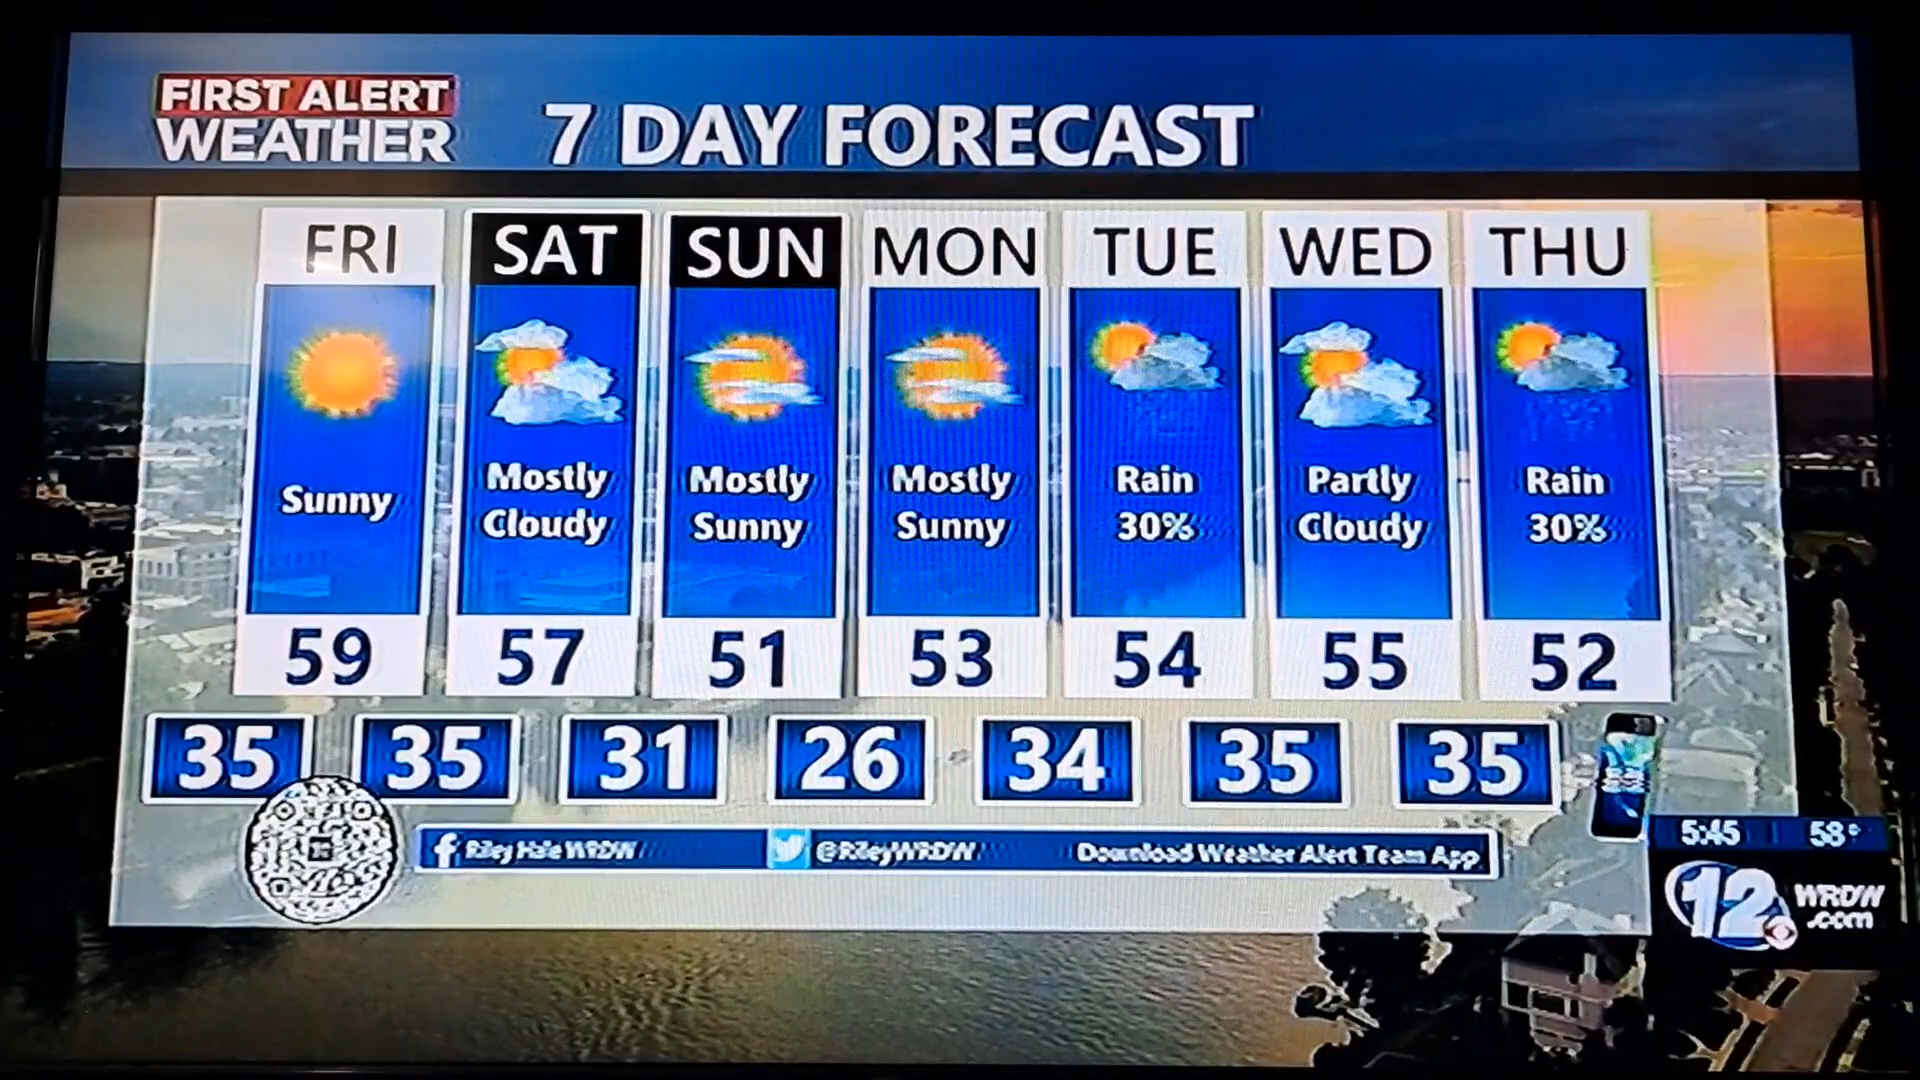 FIRST ALERT
WEATHER
7 DAY FORECAST
FRI SAT SUN MON TUE WED THU
Sunny
Mostly
Cloudy
Mostly
Sunny
Mostly
Sunny
Rain
30%
Partly
Cloudy
Rain
30%
59 57 51 53 54 55 52
35 35 31 26 34 35 35
Riley Hale WRDW
@RileyWRDW
Download Weather Alert Team App
5:45 58°
12
WRDW
.com